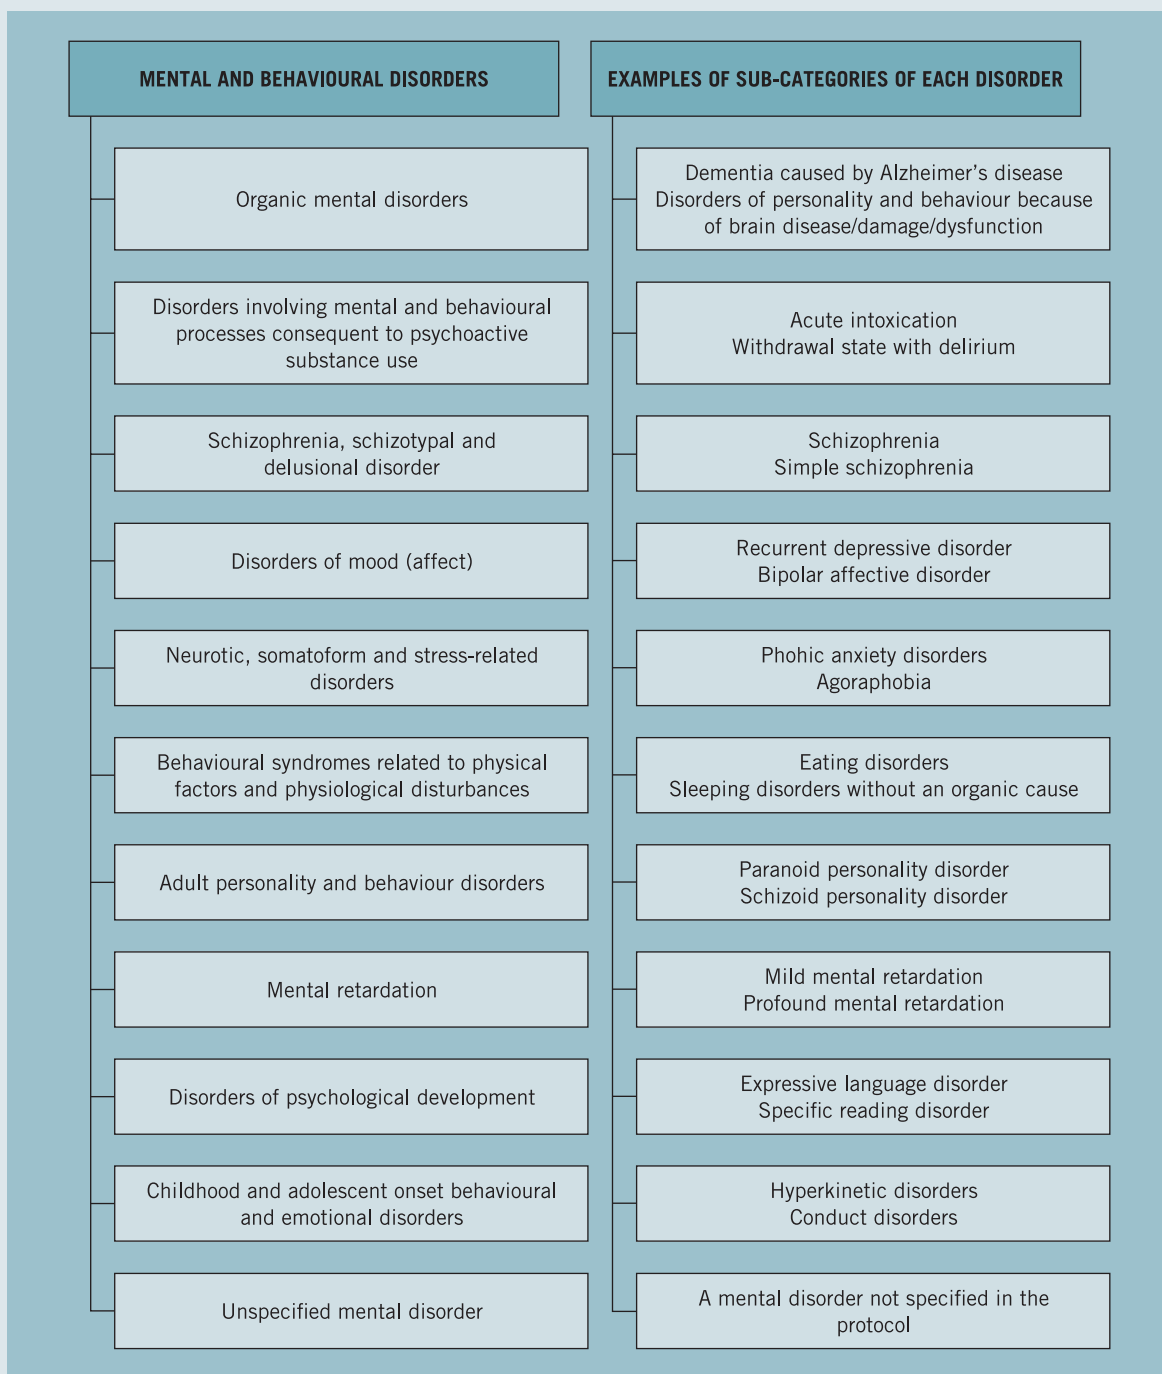 MENTAL AND BEHAVIOURAL DISORDERS
EXAMPLES OF SUB-CATEGORIES OF EACH DISORDER
Organic mental disorders
Dementia caused by Alzheimer's disease
Disorders of personality and behaviour because
of brain disease/damage/dysfunction
Disorders involving mental and behavioural
processes consequent to psychoactive
substance use
Acute intoxication
Withdrawal state with delirium
Schizophrenia, schizotypal and
delusional disorder
Schizophrenia
Simple schizophrenia
Disorders of mood (affect)
Recurrent depressive disorder
Bipolar affective disorder
Neurotic, somatoform and stress-related
disorders
Phohic anxiety disorders
Agoraphobia
Behavioural syndromes related to physical
factors and physiological disturbances
Eating disorders
Sleeping disorders without an organic cause
Adult personality and behaviour disorders
Paranoid personality disorder
Schizoid personality disorder
Mental retardation
Mild mental retardation
Profound mental retardation
Disorders of psychological development
Expressive language disorder
Specific reading disorder
Childhood and adolescent onset behavioural
and emotional disorders
Hyperkinetic disorders
Conduct disorders
Unspecified mental disorder
A mental disorder not specified in the
protocol